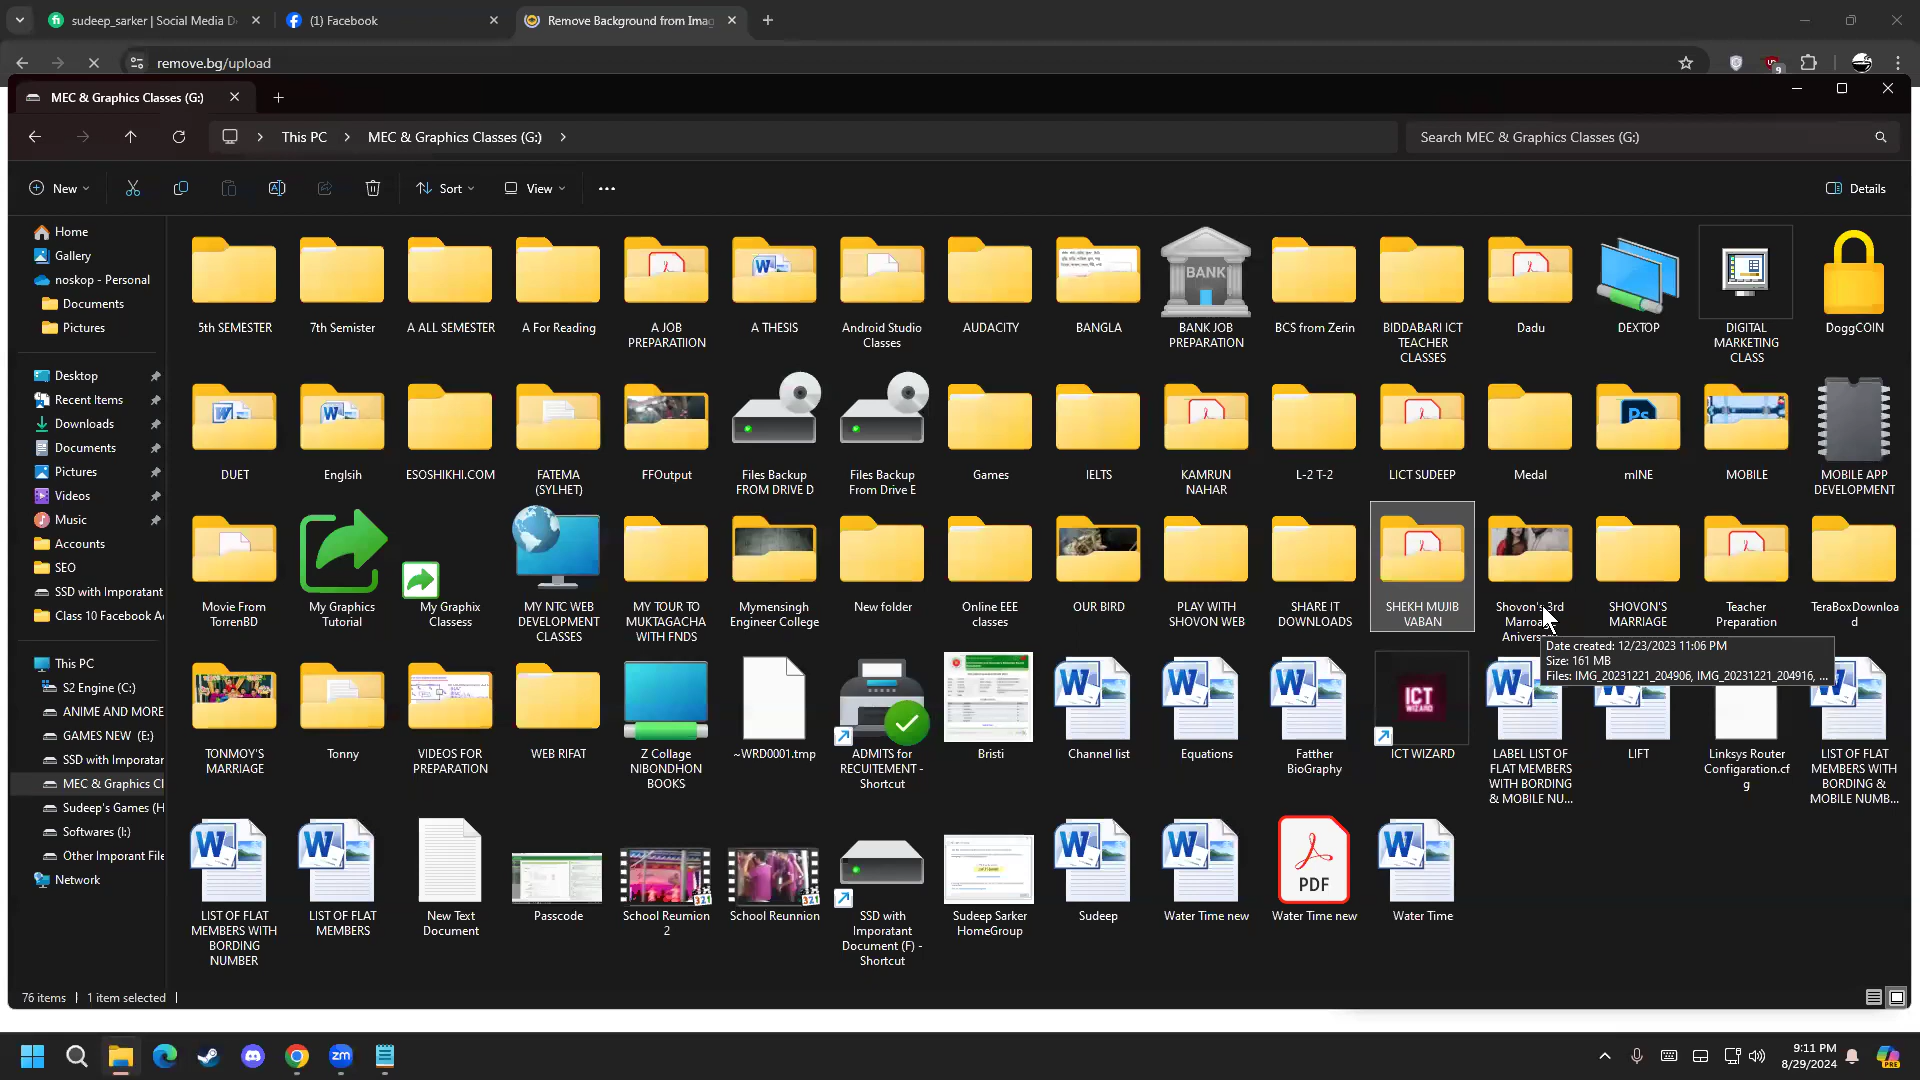 sudeep_sarker | Social Media D
(1) Facebook
Remove Background from Imag
remove.bg/upload
9
MEC & Graphics Classes (G:)
This PC
MEC & Graphics Classes (G:)
Search MEC & Graphics Classes (G:)
New
Sort
View
Details
Home
Gallery
noskop - Personal
Documents
Pictures
Desktop
Recent Items
Downloads
Documents
Pictures
Videos
Music
Accounts
SEO
SSD with Imporatant
Class 10 Facebook Ad
This PC
S2 Engine (C:)
ANIME AND MORE
GAMES NEW (E:)
SSD with Imporatar
MEC & Graphics Cl
Sudeep's Games (H
Softwares (I:)
Other Imporant File
Network
5th SEMESTER
7th Semister
A ALL SEMESTER
A For Reading
A JOB
PREPARATIION
A THESIS
Android Studio
Classes
AUDACITY
BANGLA
BANK
BANK JOB
PREPARATION
BCS from Zerin
BIDDABARI ICT
TEACHER
CLASSES
Dadu
DEXTOP
DIGITAL
MARKETING
CLASS
DoggCOIN
DUET
Englsih
ESOSHIKHI.COM
FATEMA
(SYLHET)
FFOutput
Files Backup
FROM DRIVE D
Files Backup
From Drive E
Games
IELTS
KAMRUN
NAHAR
L-2 T-2
LICT SUDEEP
Medal
Ps
mINE
MOBILE
MOBILE APP
DEVELOPMENT
Movie From
TorrenBD
My Graphics
Tutorial
My Graphix
Classess
MY NTC WEB
DEVELOPMENT
CLASSES
MY TOUR TO
MUKTAGACHA
WITH FNDS
Mymensingh
Engineer College
New folder
Online EEE
classes
OUR BIRD
PLAY WITH
SHOVON WEB
SHARE IT
DOWNLOADS
SHEKH MUJIB
VABAN
Shovon's 3rd
Marroage
Anivers
SHOVON'S
MARRIAGE
Teacher
Preparation
TeraBoxDownloa
d
Date created: 12/23/2023 11:06 PM
Size: 161 MB
Files: IMG_20231221_204906, IMG_20231221_204916, ...
TONMOY'S
MARRIAGE
Tonny
VIDEOS FOR
PREPARATION
WEB RIFAT
Z Collage
NIBONDHON
BOOKS
~WRD0001.tmp
ADMITS for
RECUITEMENT -
Shortcut
Bristi
Channel list
Equations
Fatther
BioGraphy
ICT
WIZARD
ICT WIZARD
LABEL LIST OF
FLAT MEMBERS
WITH BORDING
& MOBILE NU...
LIFT
Linksys Router
Configaration.cf
g
LIST OF FLAT
MEMBERS WITH
BORDING &
MOBILE NUMB...
LIST OF FLAT
MEMBERS WITH
BORDING
NUMBER
LIST OF FLAT
MEMBERS
New Text
Document
Passcode
School Reumion
2
School Reunnion
SSD with
Imporatant
Document (F) -
Shortcut
Sudeep Sarker
HomeGroup
Sudeep
Water Time new
PDF
Water Time new
Water Time
76 items
1 item selected
zm
9:11 PM
8/29/2024
PRE